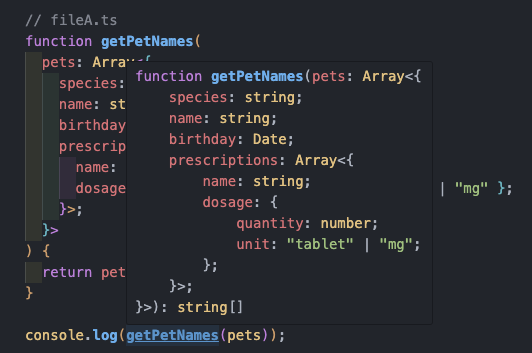 // fileA.ts
function getPetNames(
pets: Array<{
species:
name: st
birthday
prescrip
name:
dosage
| "mg" };
}>;
}>
) {
return pet
}
console.log(getPetNames(pets));
function getPetNames(pets: Array<{
species: string;
name: string;
birthday: Date;
prescriptions: Array<{
name: string;
dosage: {
quantity: number;
unit: "tablet" | "mg";
};
}>;
}>): string[]